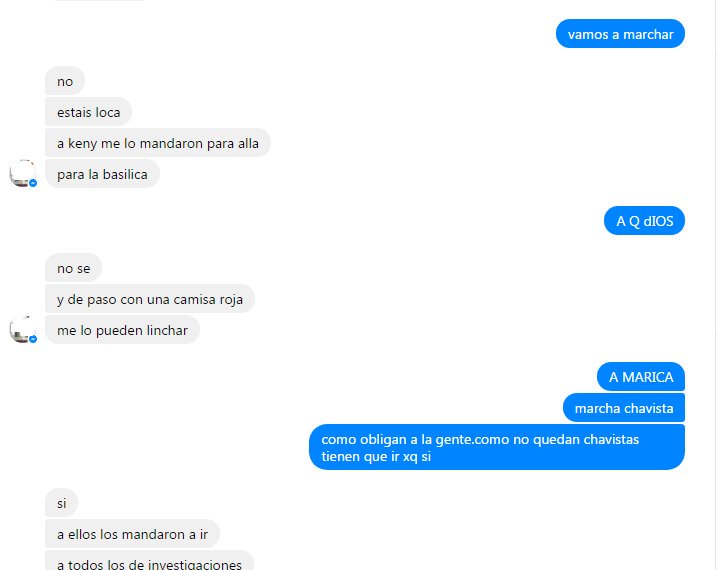 vamos a marchar
no
estais loca
a keny me lo mandaron para alla
para la basilica
A Q dIOS
no se
y de paso con una camisa roja
me lo pueden linchar
A MARICA
marcha chavista
como obligan a la gente.como no quedan chavistas
tienen que ir xq si
si
a ellos los mandaron a ir
a todos los de investigaciones